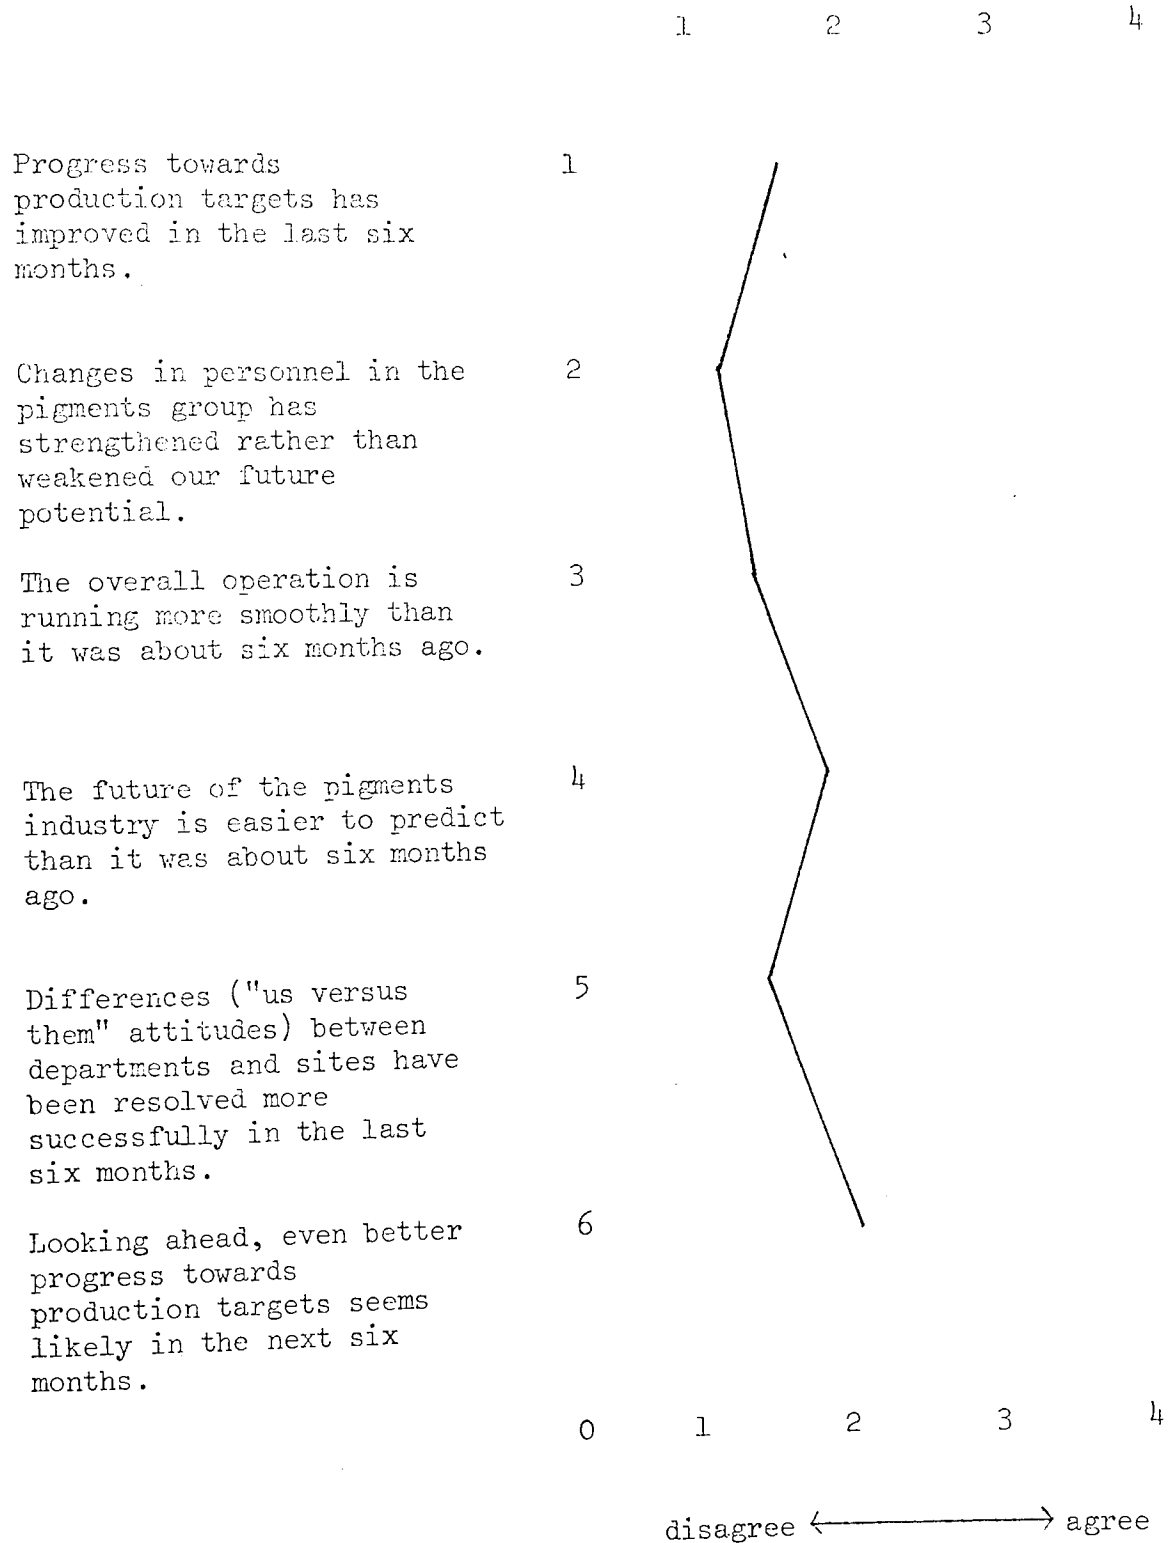 1 2 3 4
Progress towards 1
production targets has
improved in the last six
months.
Changes in personnel in the 2
pigments group has
strengthened rather than
weakened our future
potential.
The overall operation is 3
running more smoothly than
it was about six months ago.
The future of the pigments 4
industry is easier to predict
than it was about six months
ago.
Differences ("us versus 5
them" attitudes) between
departments and sites have
been resolved more
successfully in the last
six months.
Looking ahead, even better 6
progress towards
production targets seems
likely in the next six
months.
0 1 2 3 4
disagree ⟷ agree